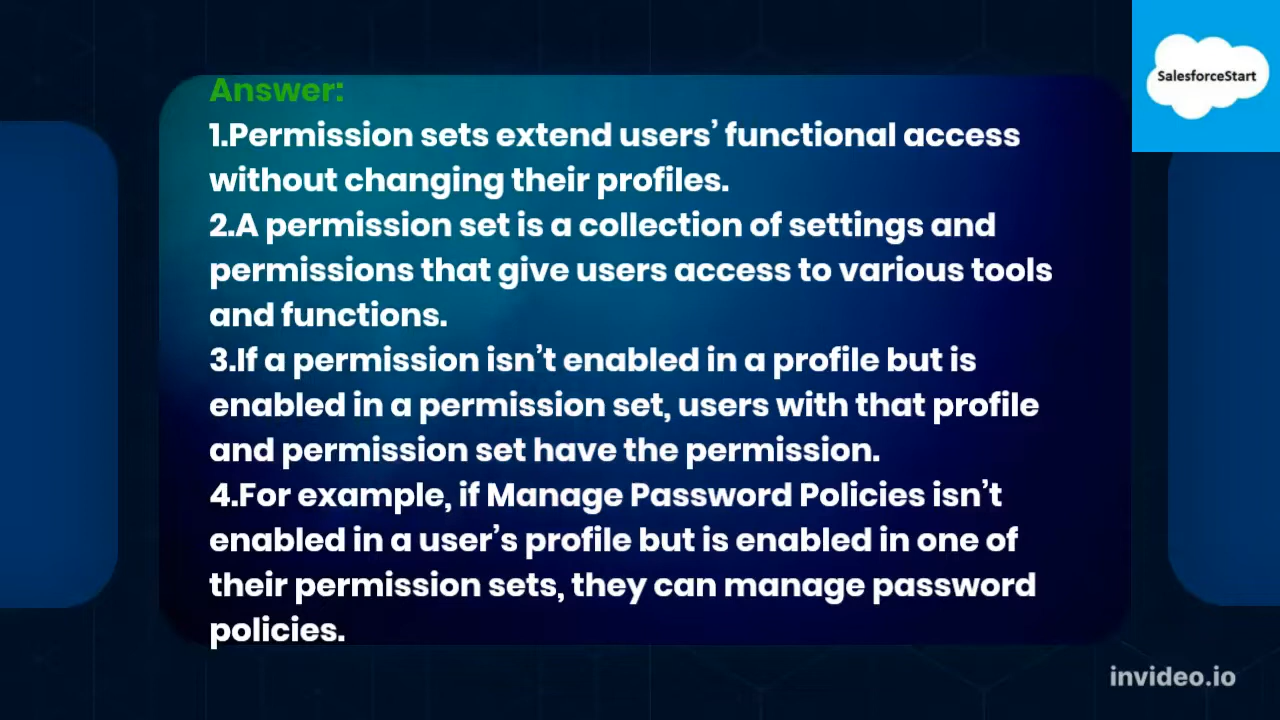 SalesforceStart
Answer:
1.Permission sets extend users’ functional access
without changing their profiles.
2.A permission set is a collection of settings and
permissions that give users access to various tools
and functions.
3.If a permission isn’t enabled in a profile but is
enabled in a permission set, users with that profile
and permission set have the permission.
4.For example, if Manage Password Policies isn’t
enabled in a user’s profile but is enabled in one of
their permission sets, they can manage password
policies.
invideo.io